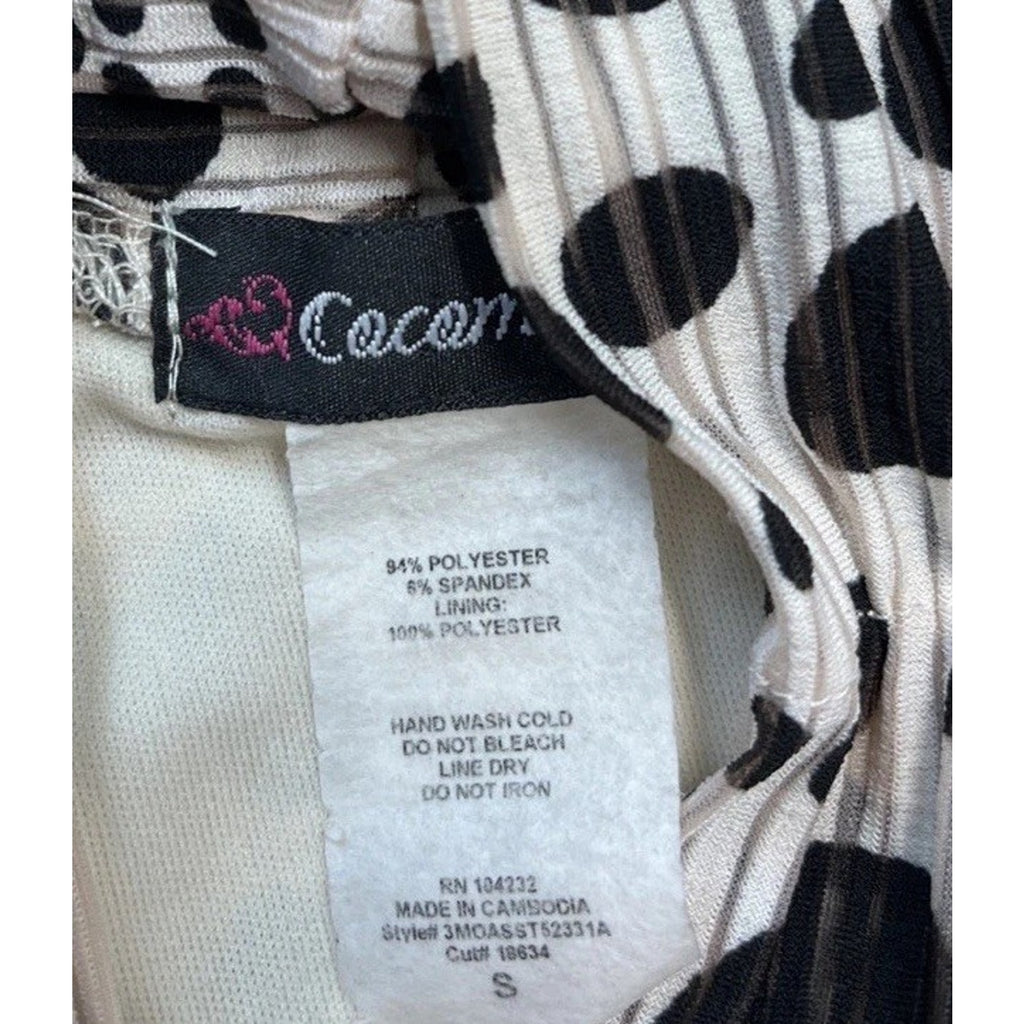 Cocom
94% POLYESTER
6% SPANDEX
LINING:
100% POLYESTER
HAND WASH COLD
DO NOT BLEACH
LINE DRY
DO NOT IRON
RN 104232
MADE IN CAMBODIA
Style# 3MOASST52331A
Cut# 18634
S